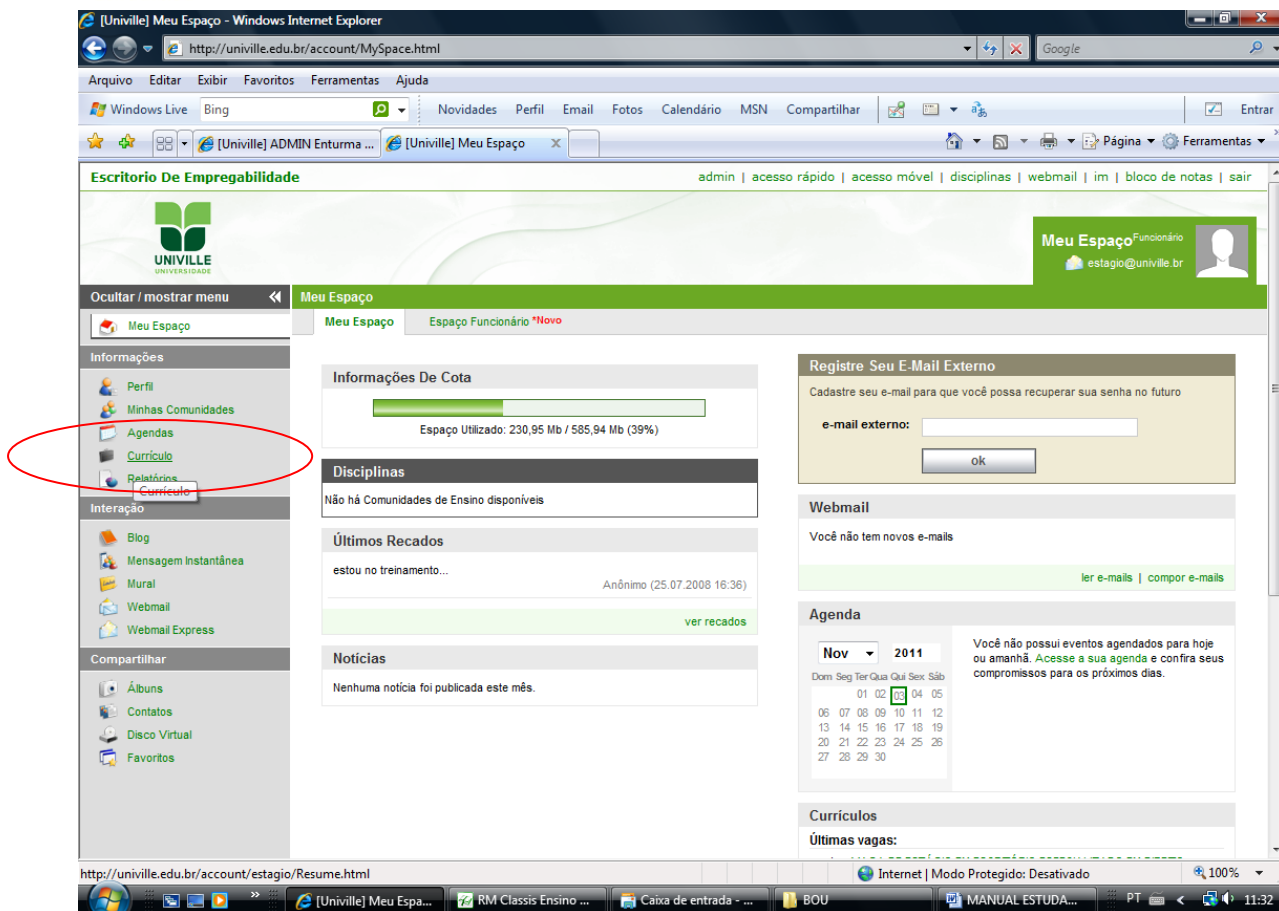 [Univille] Meu Espaço - Windows Internet Explorer
http://univille.edu.br/account/MySpace.html
Google
Arquivo Editar Exibir Favoritos Ferramentas Ajuda
Windows Live Bing Novidades Perfil Email Fotos Calendário MSN Compartilhar Entrar
[Univille] ADMIN Enturma ... [Univille] Meu Espaço X Página Ferramentas
Escritorio De Empregabilidade
admin | acesso rápido | acesso móvel | disciplinas | webmail | im | bloco de notas | sair
UNIVILLE
UNIVERSIDADE
Meu Espaço Funcionário
estagio@univille.br
Ocultar / mostrar menu
Meu Espaço
Informações
Perfil
Minhas Comunidades
Agendas
Currículo
Relatórios
Currículo
Interação
Blog
Mensagem Instantânea
Mural
Webmail
Webmail Express
Compartilhar
Álbuns
Contatos
Disco Virtual
Favoritos
Meu Espaço
Meu Espaço Espaço Funcionário *Novo
Informações De Cota
Espaço Utilizado: 230,95 Mb / 585,94 Mb (39%)
Disciplinas
Não há Comunidades de Ensino disponíveis
Últimos Recados
estou no treinamento...
Anônimo (25.07.2008 16:36)
ver recados
Notícias
Nenhuma notícia foi publicada este mês.
Registre Seu E-Mail Externo
Cadastre seu e-mail para que você possa recuperar sua senha no futuro
e-mail externo:
ok
Webmail
Você não tem novos e-mails
ler e-mails | compor e-mails
Agenda
Nov 2011
Dom Seg Ter Qua Qui Sex Sáb
01 02 03 04 05
06 07 08 09 10 11 12
13 14 15 16 17 18 19
20 21 22 23 24 25 26
27 28 29 30
Você não possui eventos agendados para hoje
ou amanhã. Acesse a sua agenda e confira seus
compromissos para os próximos dias.
Currículos
Últimas vagas:
http://univille.edu.br/account/estagio/Resume.html
Internet | Modo Protegido: Desativado
100%
[Univille] Meu Espa... RM Classis Ensino ... Caixa de entrada - ... BOU MANUAL ESTUDA... PT 11:32